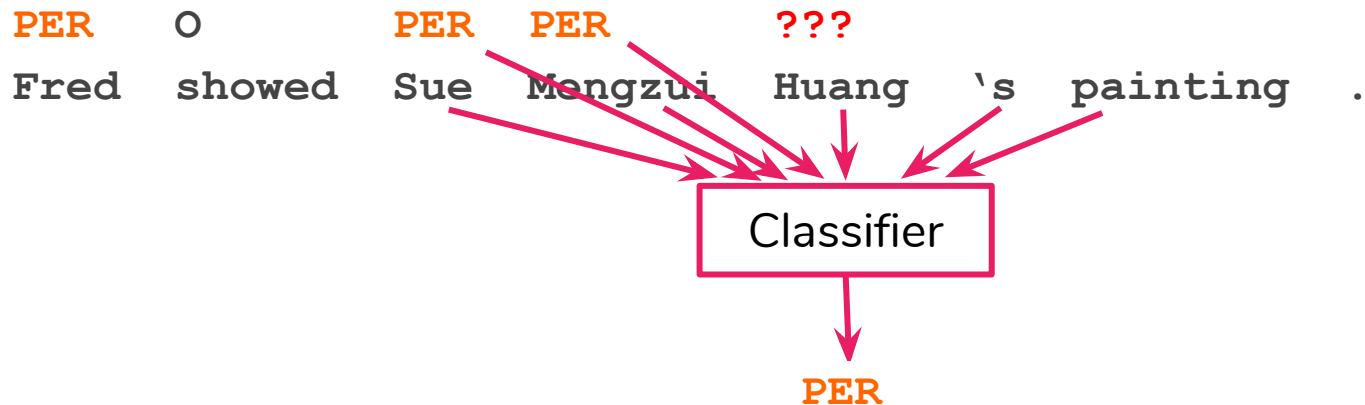 PER O PER PER ???
Fred showed Sue Mengzui Huang ‘s painting .
Classifier
PER